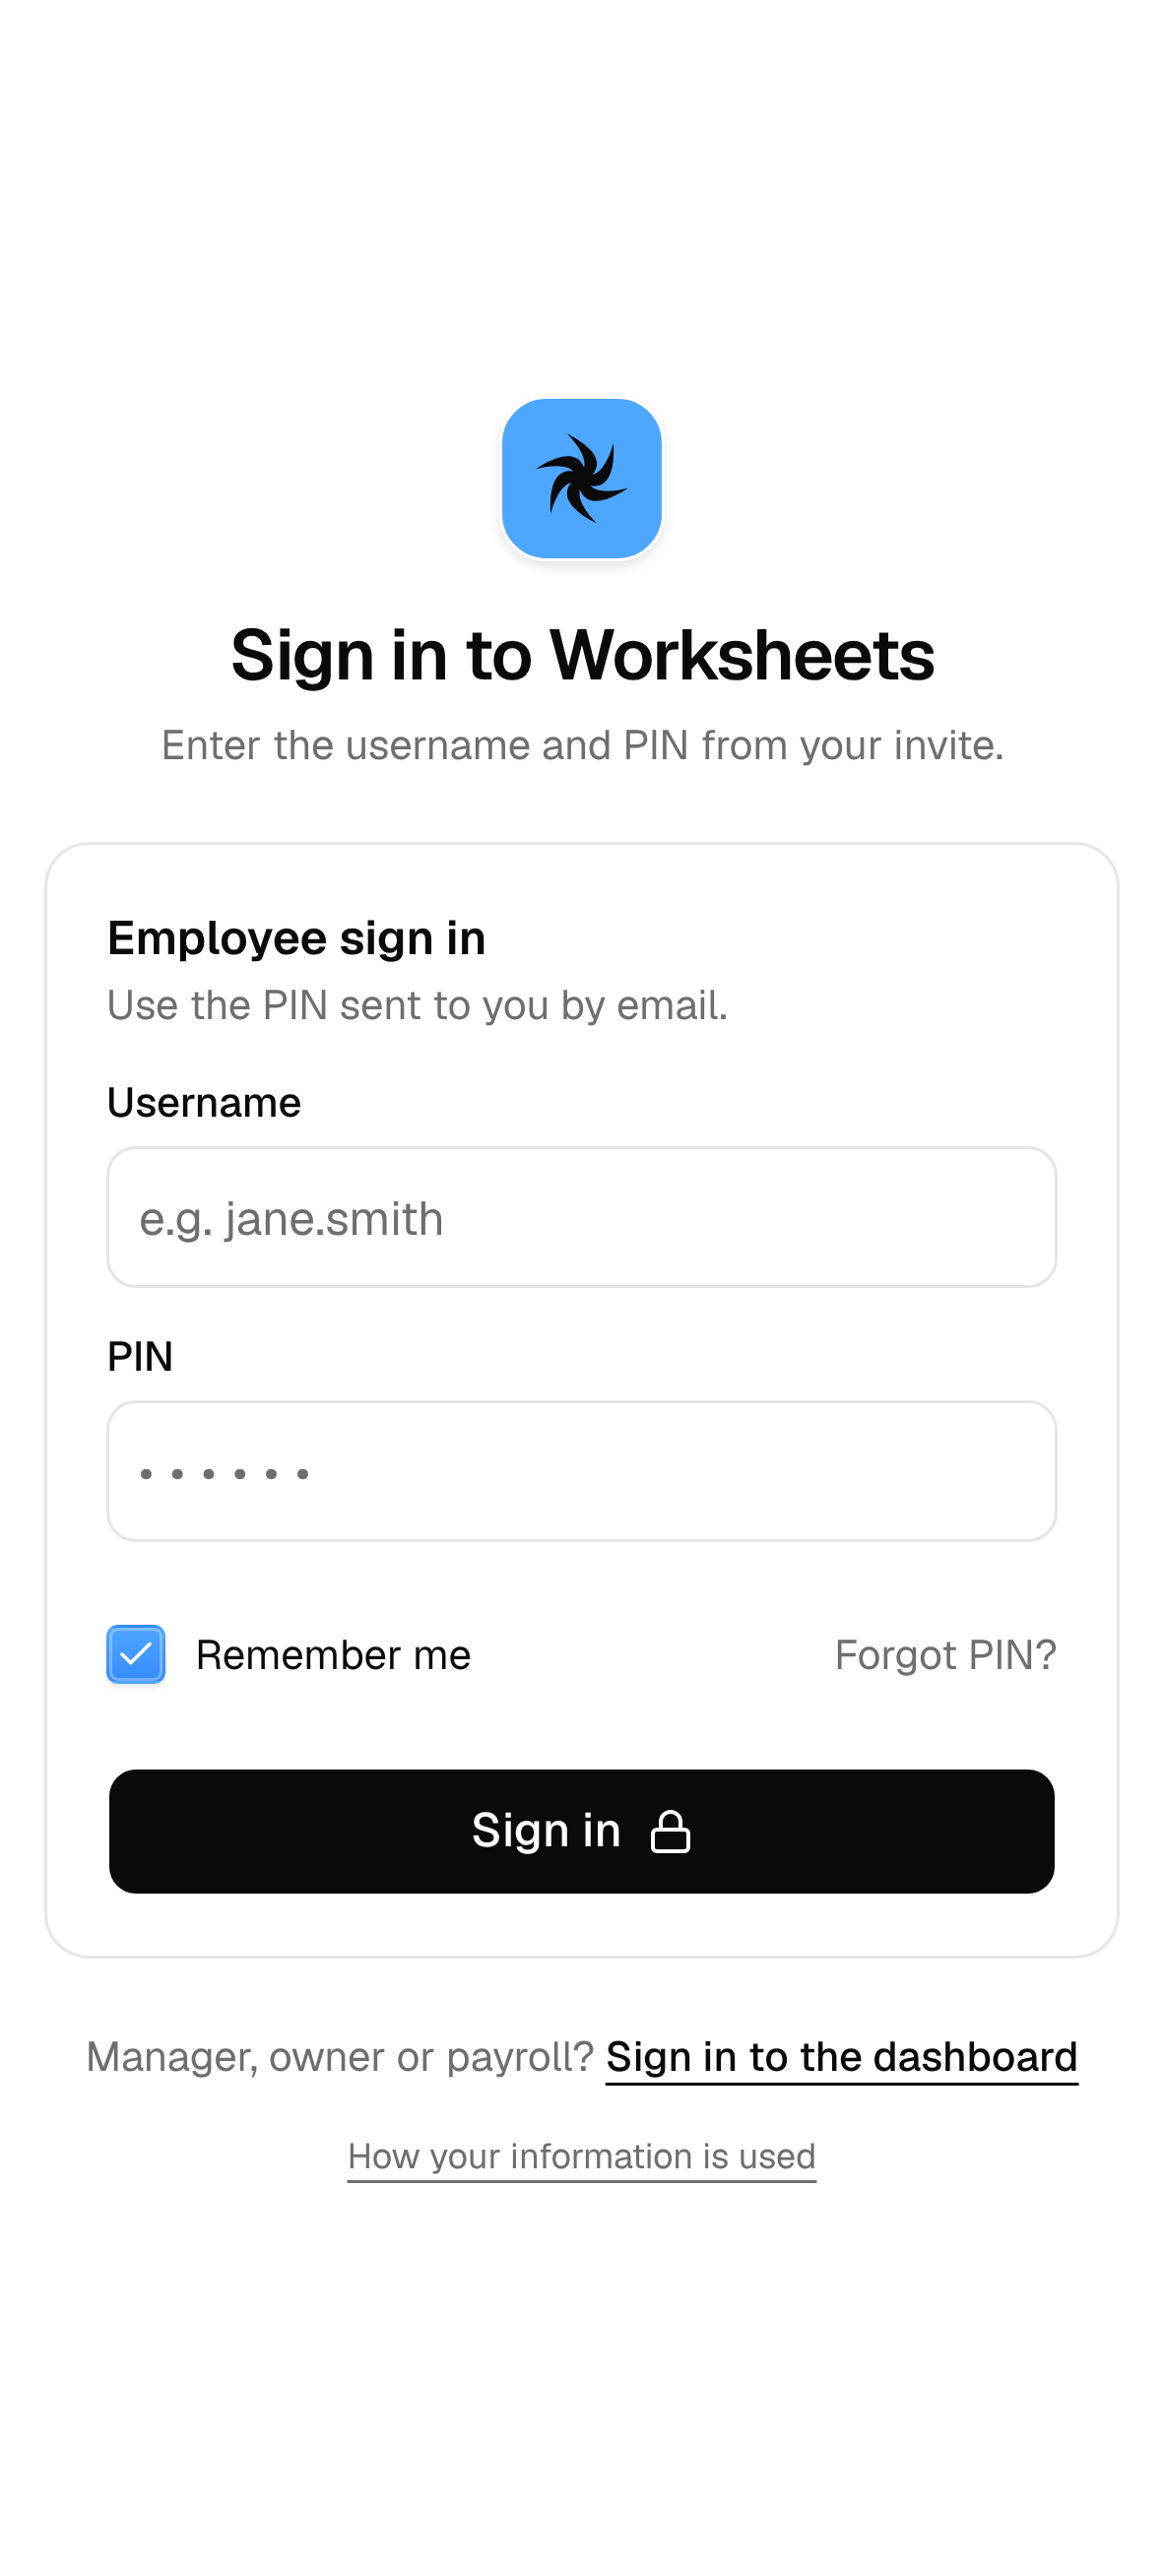 Sign in to Worksheets
Enter the username and PIN from your invite.
Employee sign in
Use the PIN sent to you by email.
Username
e.g. jane.smith
PIN
••••••
Remember me
Forgot PIN?
Sign in
Manager, owner or payroll? Sign in to the dashboard
How your information is used